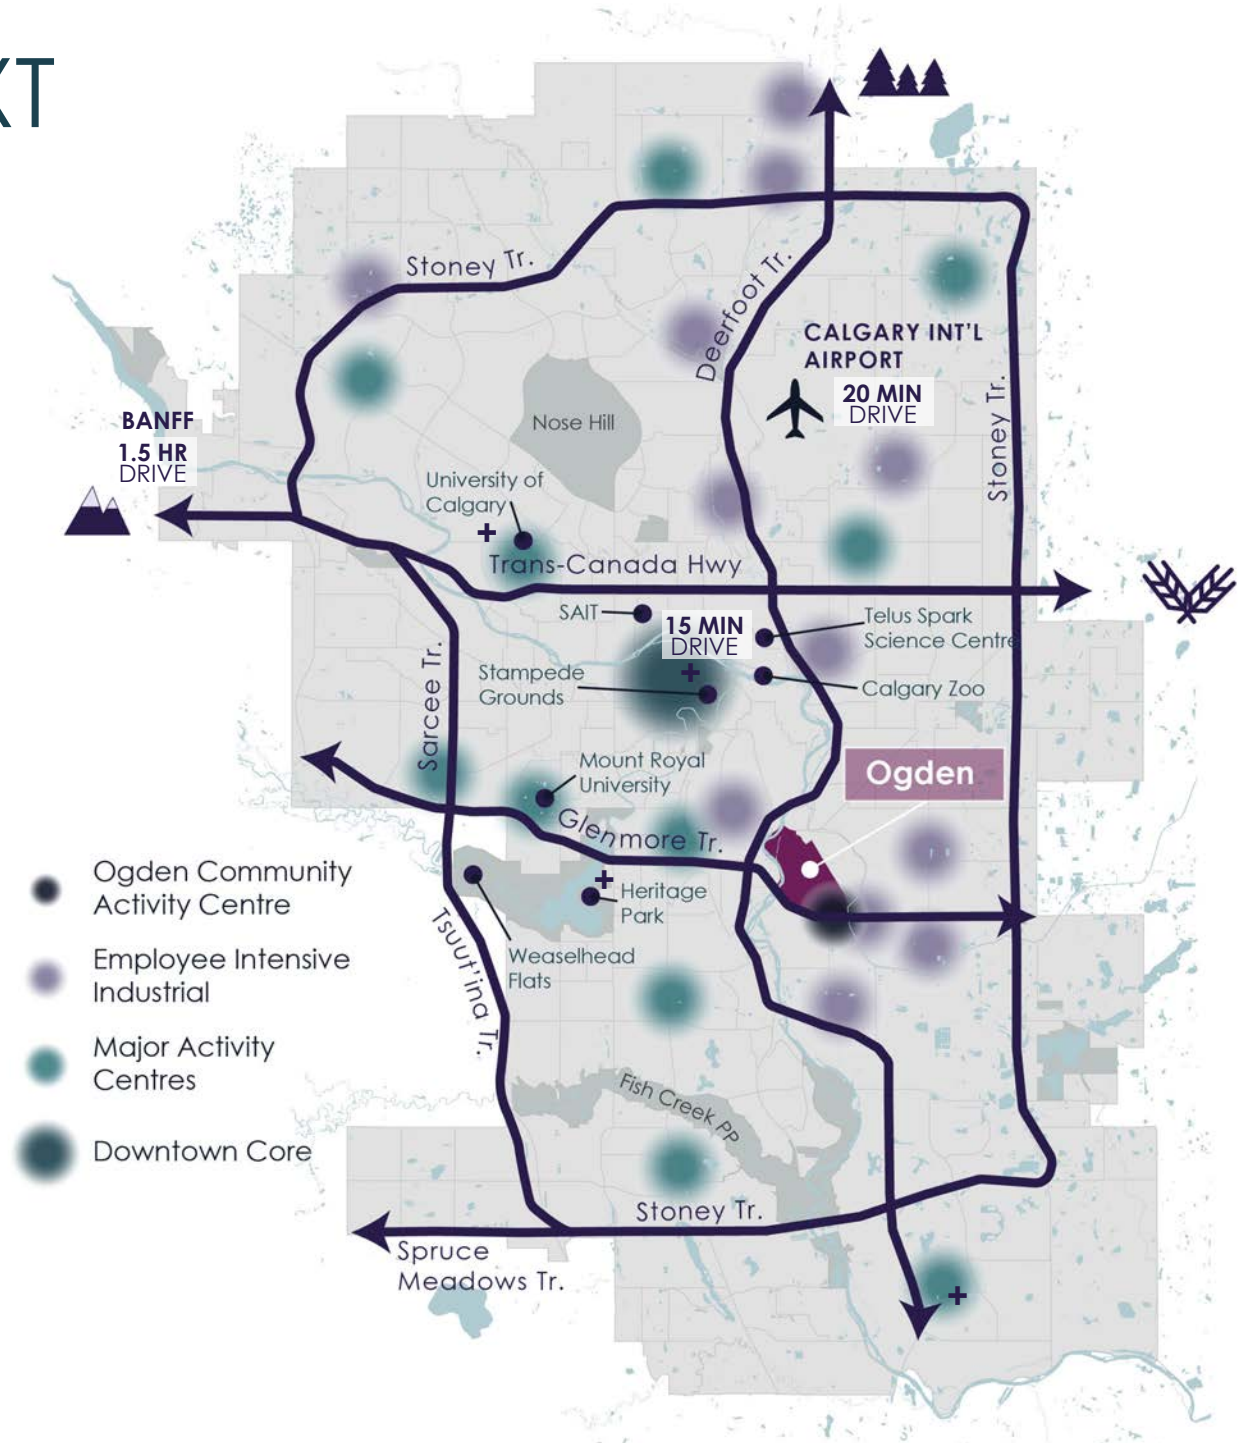 XT
Stoney Tr.
Deerfoot Tr.
CALGARY INT'L
AIRPORT
20 MIN
DRIVE
Stoney Tr.
BANFF
1.5 HR
DRIVE
Nose Hill
University of
Calgary
Trans-Canada Hwy
SAIT
15 MIN
DRIVE
Telus Spark
Science Centre
Stampede
Grounds
Calgary Zoo
Sarcee Tr.
Mount Royal
University
Ogden
Glenmore Tr.
Heritage
Park
Weaselhead
Flats
Tsuut'ina Tr.
Ogden Community
Activity Centre
Employee Intensive
Industrial
Major Activity
Centres
Downtown Core
Fish Creek PP
Stoney Tr.
Spruce
Meadows Tr.